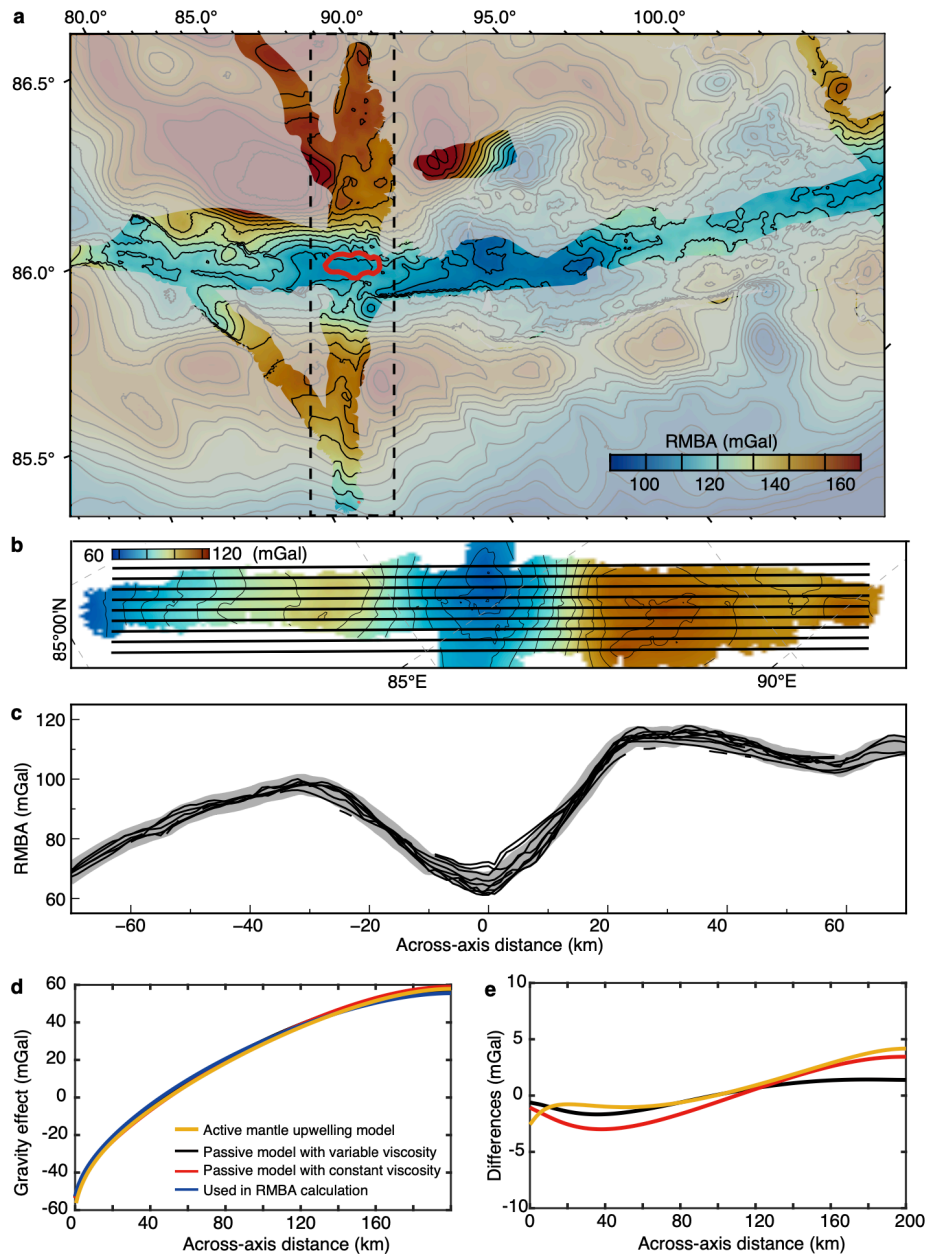 a
80.0° 85.0° 90.0° 95.0° 100.0°
86.5°
86.0°
85.5°
RMBA (mGal)
100 120 140 160
b
60 120 (mGal)
85°00'N
85°E 90°E
c
RMBA (mGal)
120
100
80
60
−60 −40 −20 0 20 40 60
Across-axis distance (km)
d
Gravity effect (mGal)
60
40
20
0
-20
-40
-60
Active mantle upwelling model
Passive model with variable viscosity
Passive model with constant viscosity
Used in RMBA calculation
0 40 80 120 160
Across-axis distance (km)
e
Differences (mGal)
10
5
0
-5
-10
0 40 80 120 160 200
Across-axis distance (km)